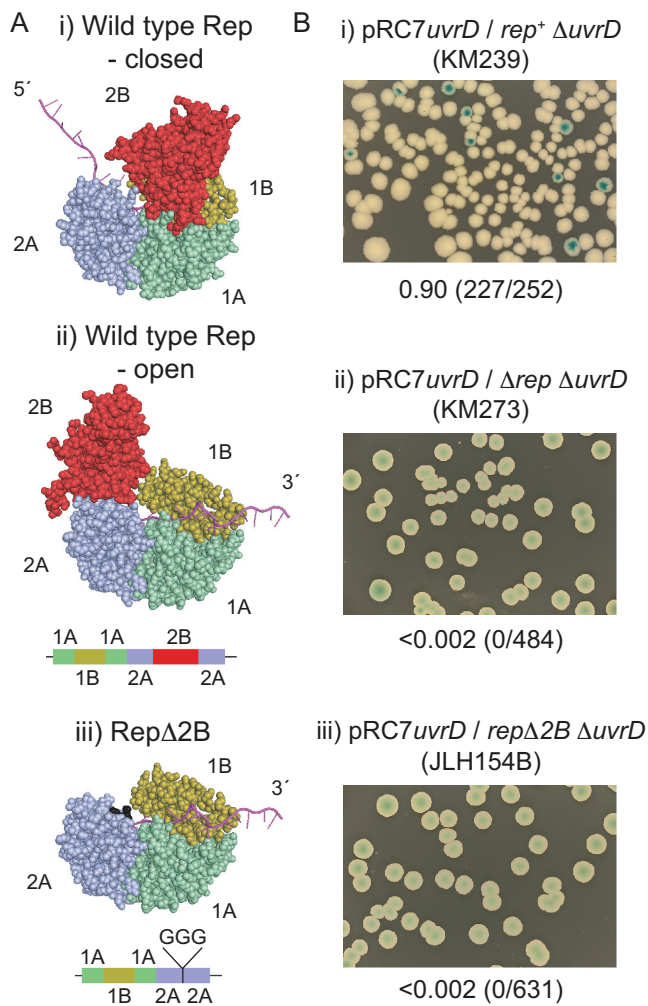 A
i) Wild type Rep
- closed
5´
2B
1B
2A
1A
ii) Wild type Rep
- open
2B
1B
3´
2A
1A
1A 1A 2B
1B 2A 2A
iii) RepΔ2B
1B
3´
2A
1A
GGG
1A 1A
1B 2A 2A
B
i) pRC7uvrD / rep⁺ ΔuvrD
(KM239)
0.90 (227/252)
ii) pRC7uvrD / Δrep ΔuvrD
(KM273)
<0.002 (0/484)
iii) pRC7uvrD / repΔ2B ΔuvrD
(JLH154B)
<0.002 (0/631)